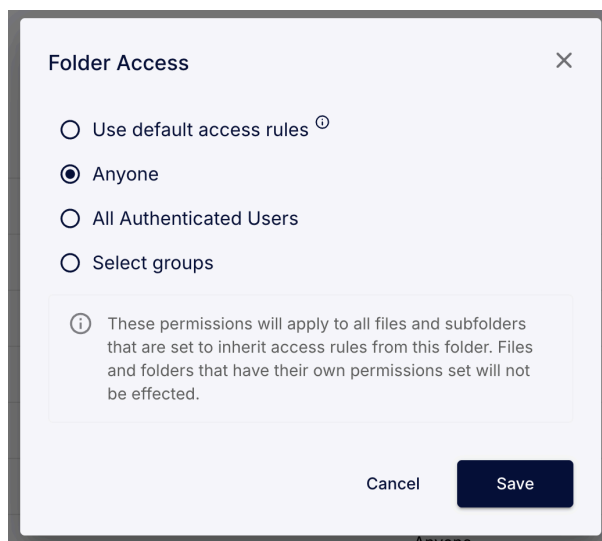 Folder Access
Use default access rules
Anyone
All Authenticated Users
Select groups
These permissions will apply to all files and subfolders
that are set to inherit access rules from this folder. Files
and folders that have their own permissions set will not
be effected.
Cancel Save
Anyone